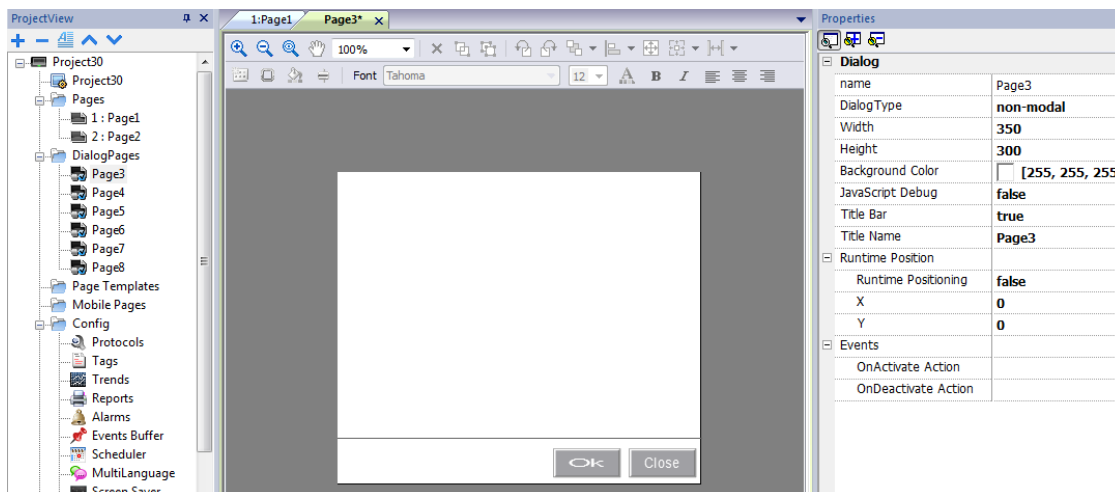 ProjectView
Project30
Project30
Pages
1 : Page1
2 : Page2
DialogPages
Page3
Page4
Page5
Page6
Page7
Page8
Page Templates
Mobile Pages
Config
Protocols
Tags
Trends
Reports
Alarms
Events Buffer
Scheduler
MultiLanguage
Screen Saver
1:Page1 Page3*
100%
Font Tahoma 12 A B I
Ok Close
Properties
Dialog
name Page3
DialogType non-modal
Width 350
Height 300
Background Color [255, 255, 255
JavaScript Debug false
Title Bar true
Title Name Page3
Runtime Position
Runtime Positioning false
X 0
Y 0
Events
OnActivate Action
OnDeactivate Action